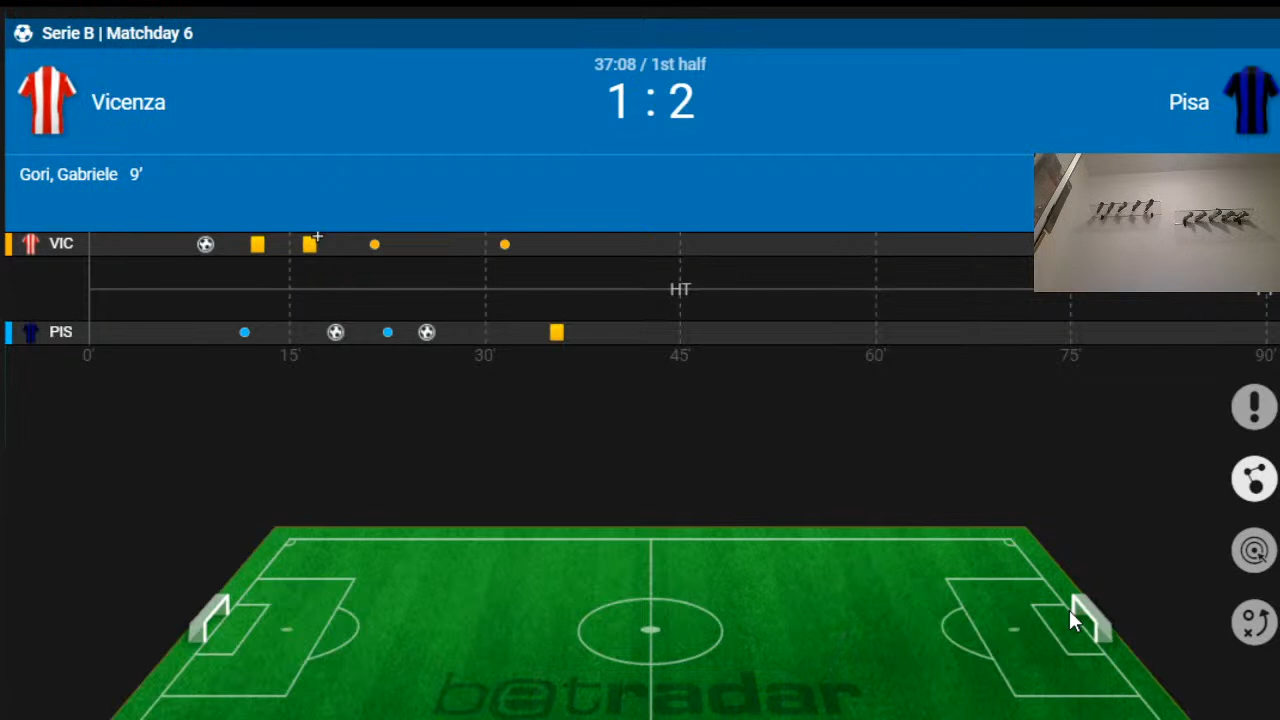 Serie B | Matchday 6
37:08 / 1st half
Vicenza
1 : 2
Pisa
Gori, Gabriele 9'
VIC
HT
PIS
0' 15' 30' 45' 60' 75' 90'
betradar